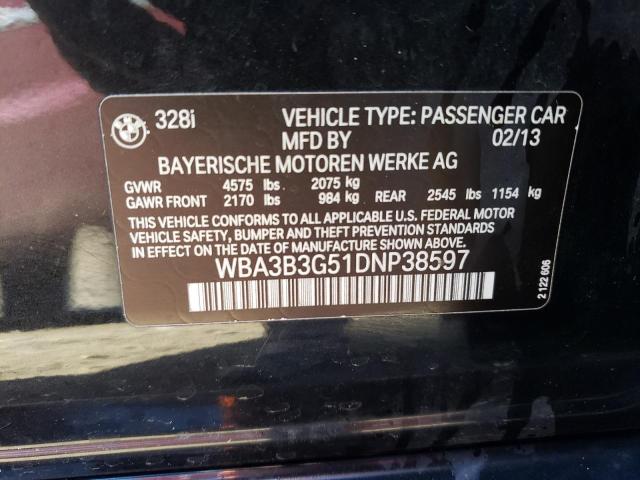 328i VEHICLE TYPE: PASSENGER CAR
MFD BY 02/13
BAYERISCHE MOTOREN WERKE AG
GVWR 4575 lbs 2075 kg
GAWR FRONT 2170 lbs 984 kg REAR 2545 lbs 1154 kg
THIS VEHICLE CONFORMS TO ALL APPLICABLE U.S. FEDERAL MOTOR
VEHICLE SAFETY, BUMPER AND THEFT PREVENTION STANDARDS
IN EFFECT ON THE DATE OF MANUFACTURE SHOWN ABOVE.
WBA3B3G51DNP38597
2 122 606